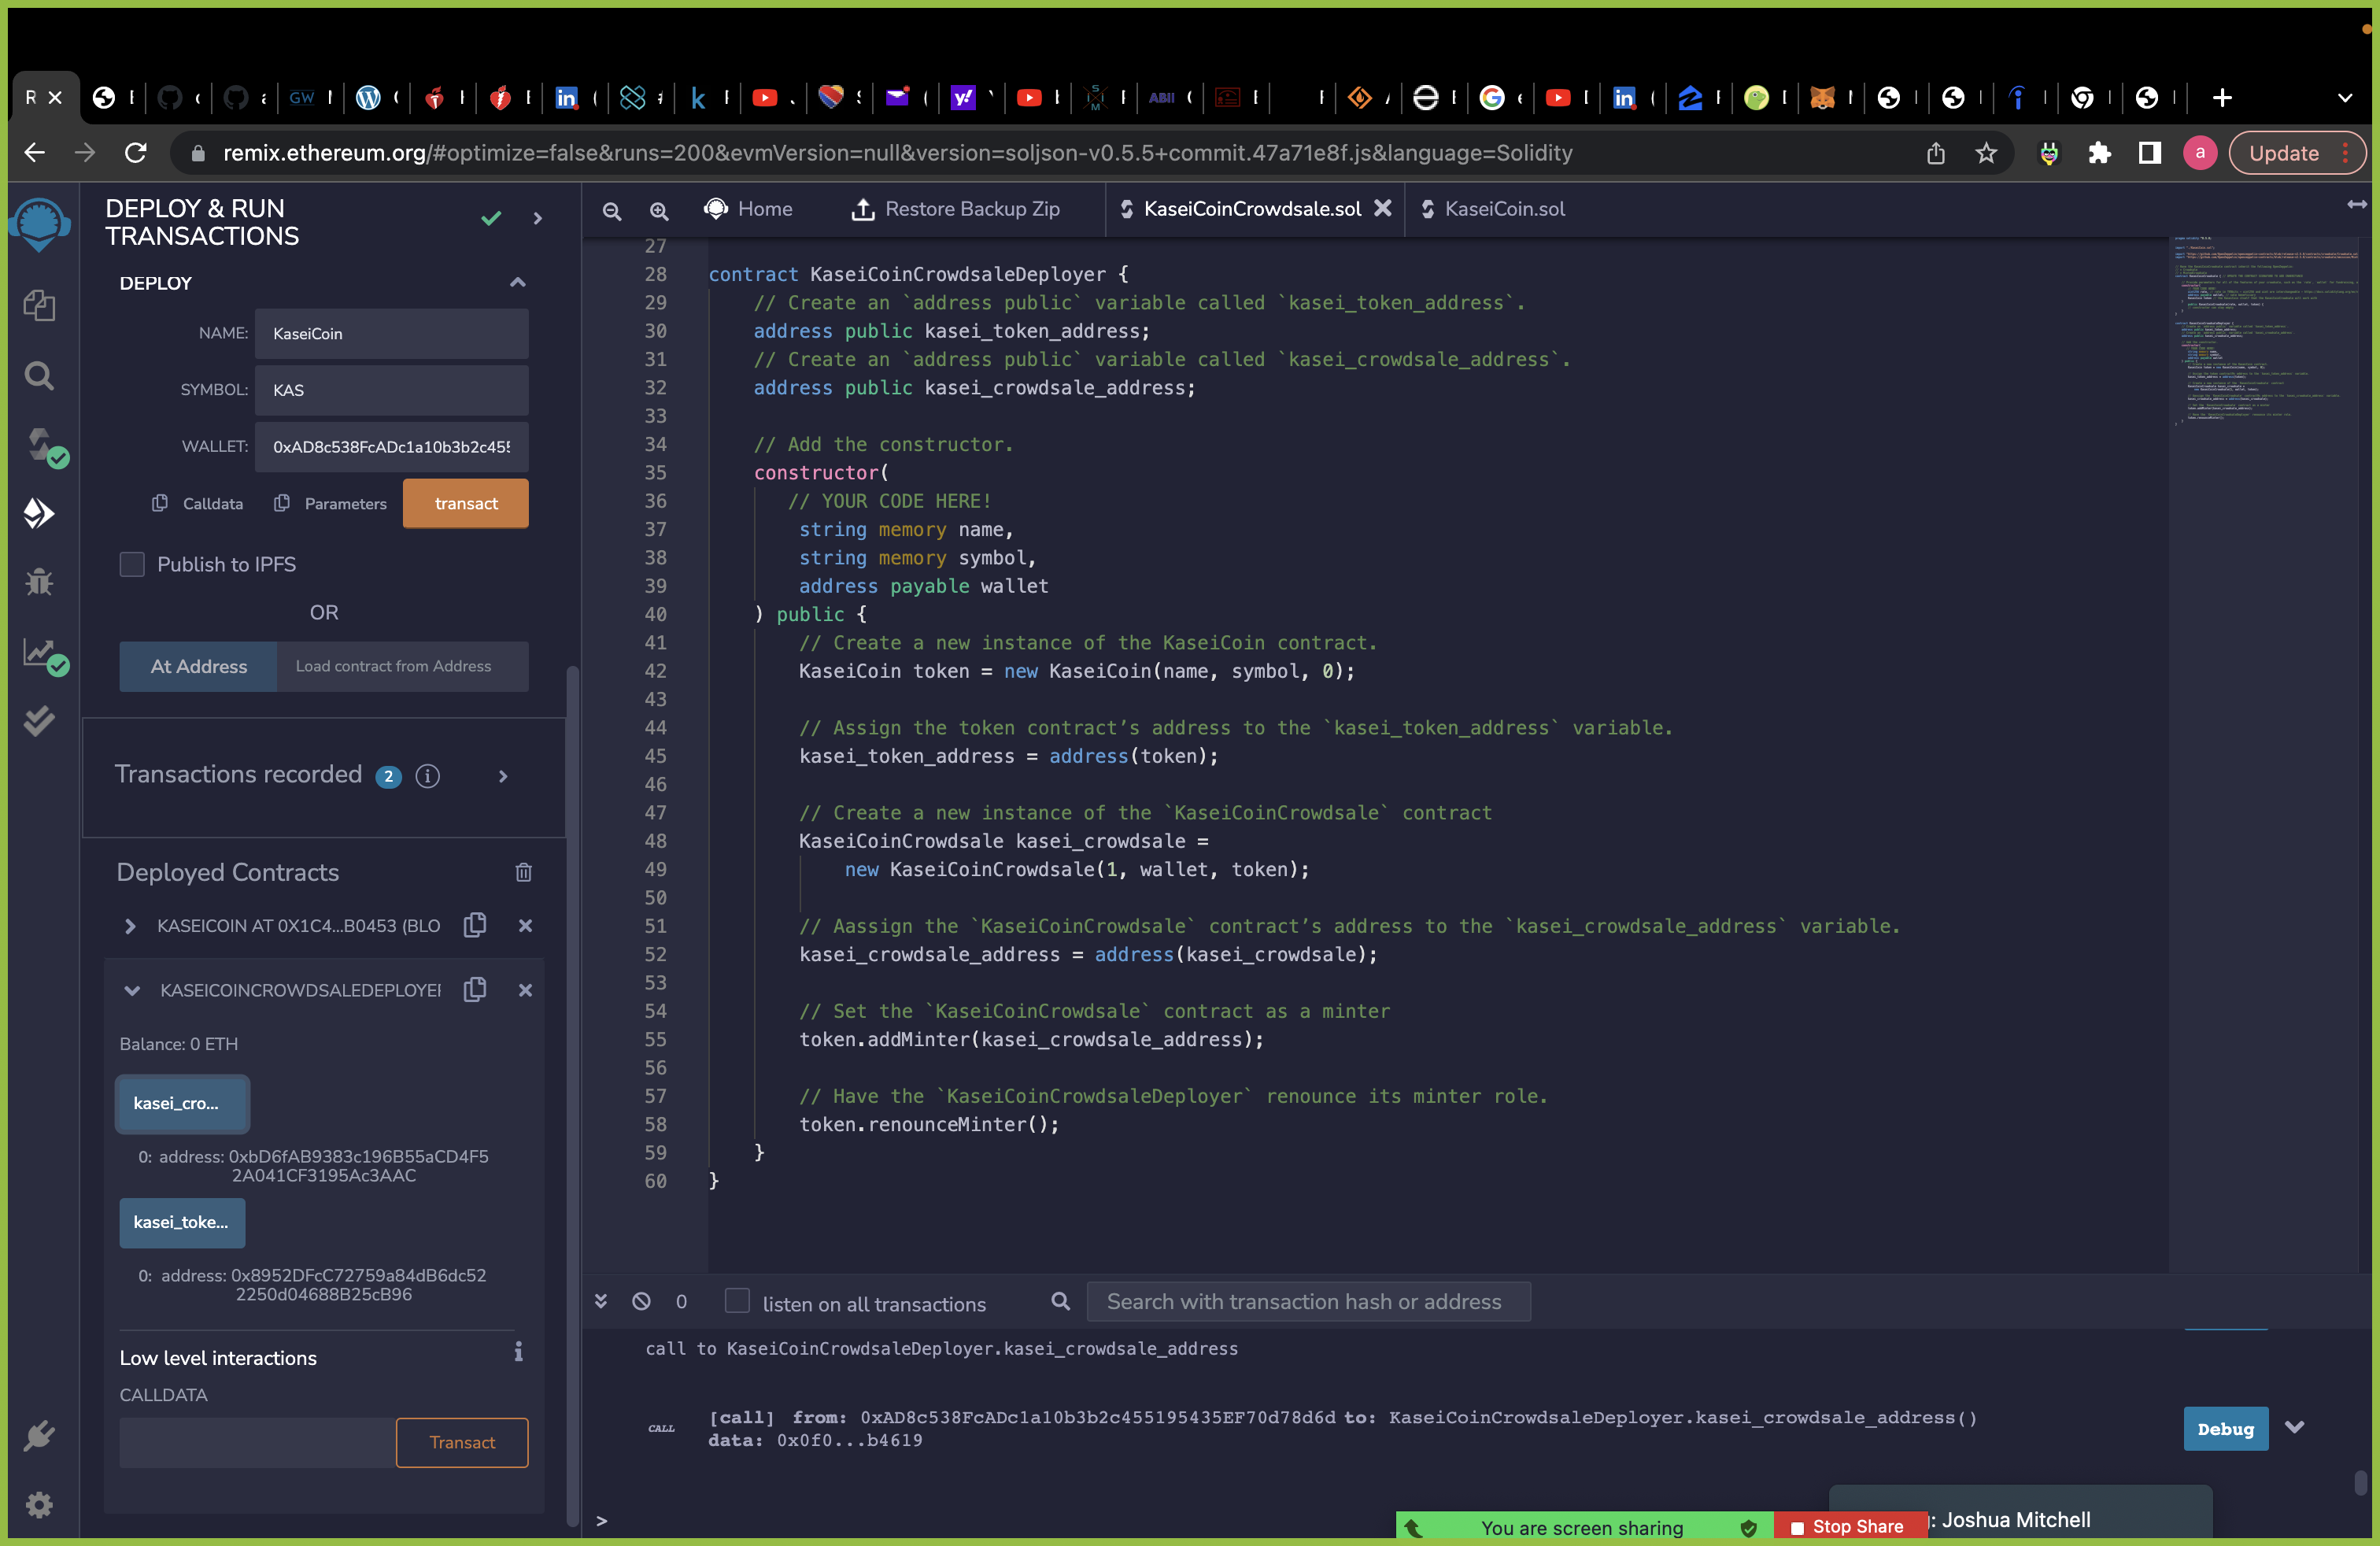 R
GW
ABII
remix.ethereum.org/#optimize=false&runs=200&evmVersion=null&version=soljson-v0.5.5+commit.47a71e8f.js&language=Solidity
a
Update
DEPLOY & RUN
TRANSACTIONS
DEPLOY
NAME:
KaseiCoin
SYMBOL:
KAS
WALLET:
0xAD8c538FcADc1a10b3b2c455
Calldata
Parameters
transact
Publish to IPFS
OR
At Address
Load contract from Address
Transactions recorded 2 i
Deployed Contracts
KASEICOIN AT 0X1C4...B0453 (BLO
KASEICOINCROWDSALEDEPLOYER
Balance: 0 ETH
kasei_cro...
0: address: 0xbD6fAB9383c196B55aCD4F5
2A041CF3195Ac3AAC
kasei_toke...
0: address: 0x8952DFcC72759a84dB6dc52
2250d04688B25cB96
Low level interactions
CALLDATA
Transact
Home
Restore Backup Zip
KaseiCoinCrowdsale.sol
KaseiCoin.sol
27
28 contract KaseiCoinCrowdsaleDeployer {
29 // Create an `address public` variable called `kasei_token_address`.
30 address public kasei_token_address;
31 // Create an `address public` variable called `kasei_crowdsale_address`.
32 address public kasei_crowdsale_address;
33
34 // Add the constructor.
35 constructor(
36 // YOUR CODE HERE!
37 string memory name,
38 string memory symbol,
39 address payable wallet
40 ) public {
41 // Create a new instance of the KaseiCoin contract.
42 KaseiCoin token = new KaseiCoin(name, symbol, 0);
43
44 // Assign the token contract’s address to the `kasei_token_address` variable.
45 kasei_token_address = address(token);
46
47 // Create a new instance of the `KaseiCoinCrowdsale` contract
48 KaseiCoinCrowdsale kasei_crowdsale =
49 new KaseiCoinCrowdsale(1, wallet, token);
50
51 // Aassign the `KaseiCoinCrowdsale` contract’s address to the `kasei_crowdsale_address` variable.
52 kasei_crowdsale_address = address(kasei_crowdsale);
53
54 // Set the `KaseiCoinCrowdsale` contract as a minter
55 token.addMinter(kasei_crowdsale_address);
56
57 // Have the `KaseiCoinCrowdsaleDeployer` renounce its minter role.
58 token.renounceMinter();
59 }
60 }
0
listen on all transactions
Search with transaction hash or address
call to KaseiCoinCrowdsaleDeployer.kasei_crowdsale_address
CALL
[call] from: 0xAD8c538FcADc1a10b3b2c455195435EF70d78d6d to: KaseiCoinCrowdsaleDeployer.kasei_crowdsale_address()
data: 0x0f0...b4619
Debug
>
You are screen sharing
Stop Share
: Joshua Mitchell